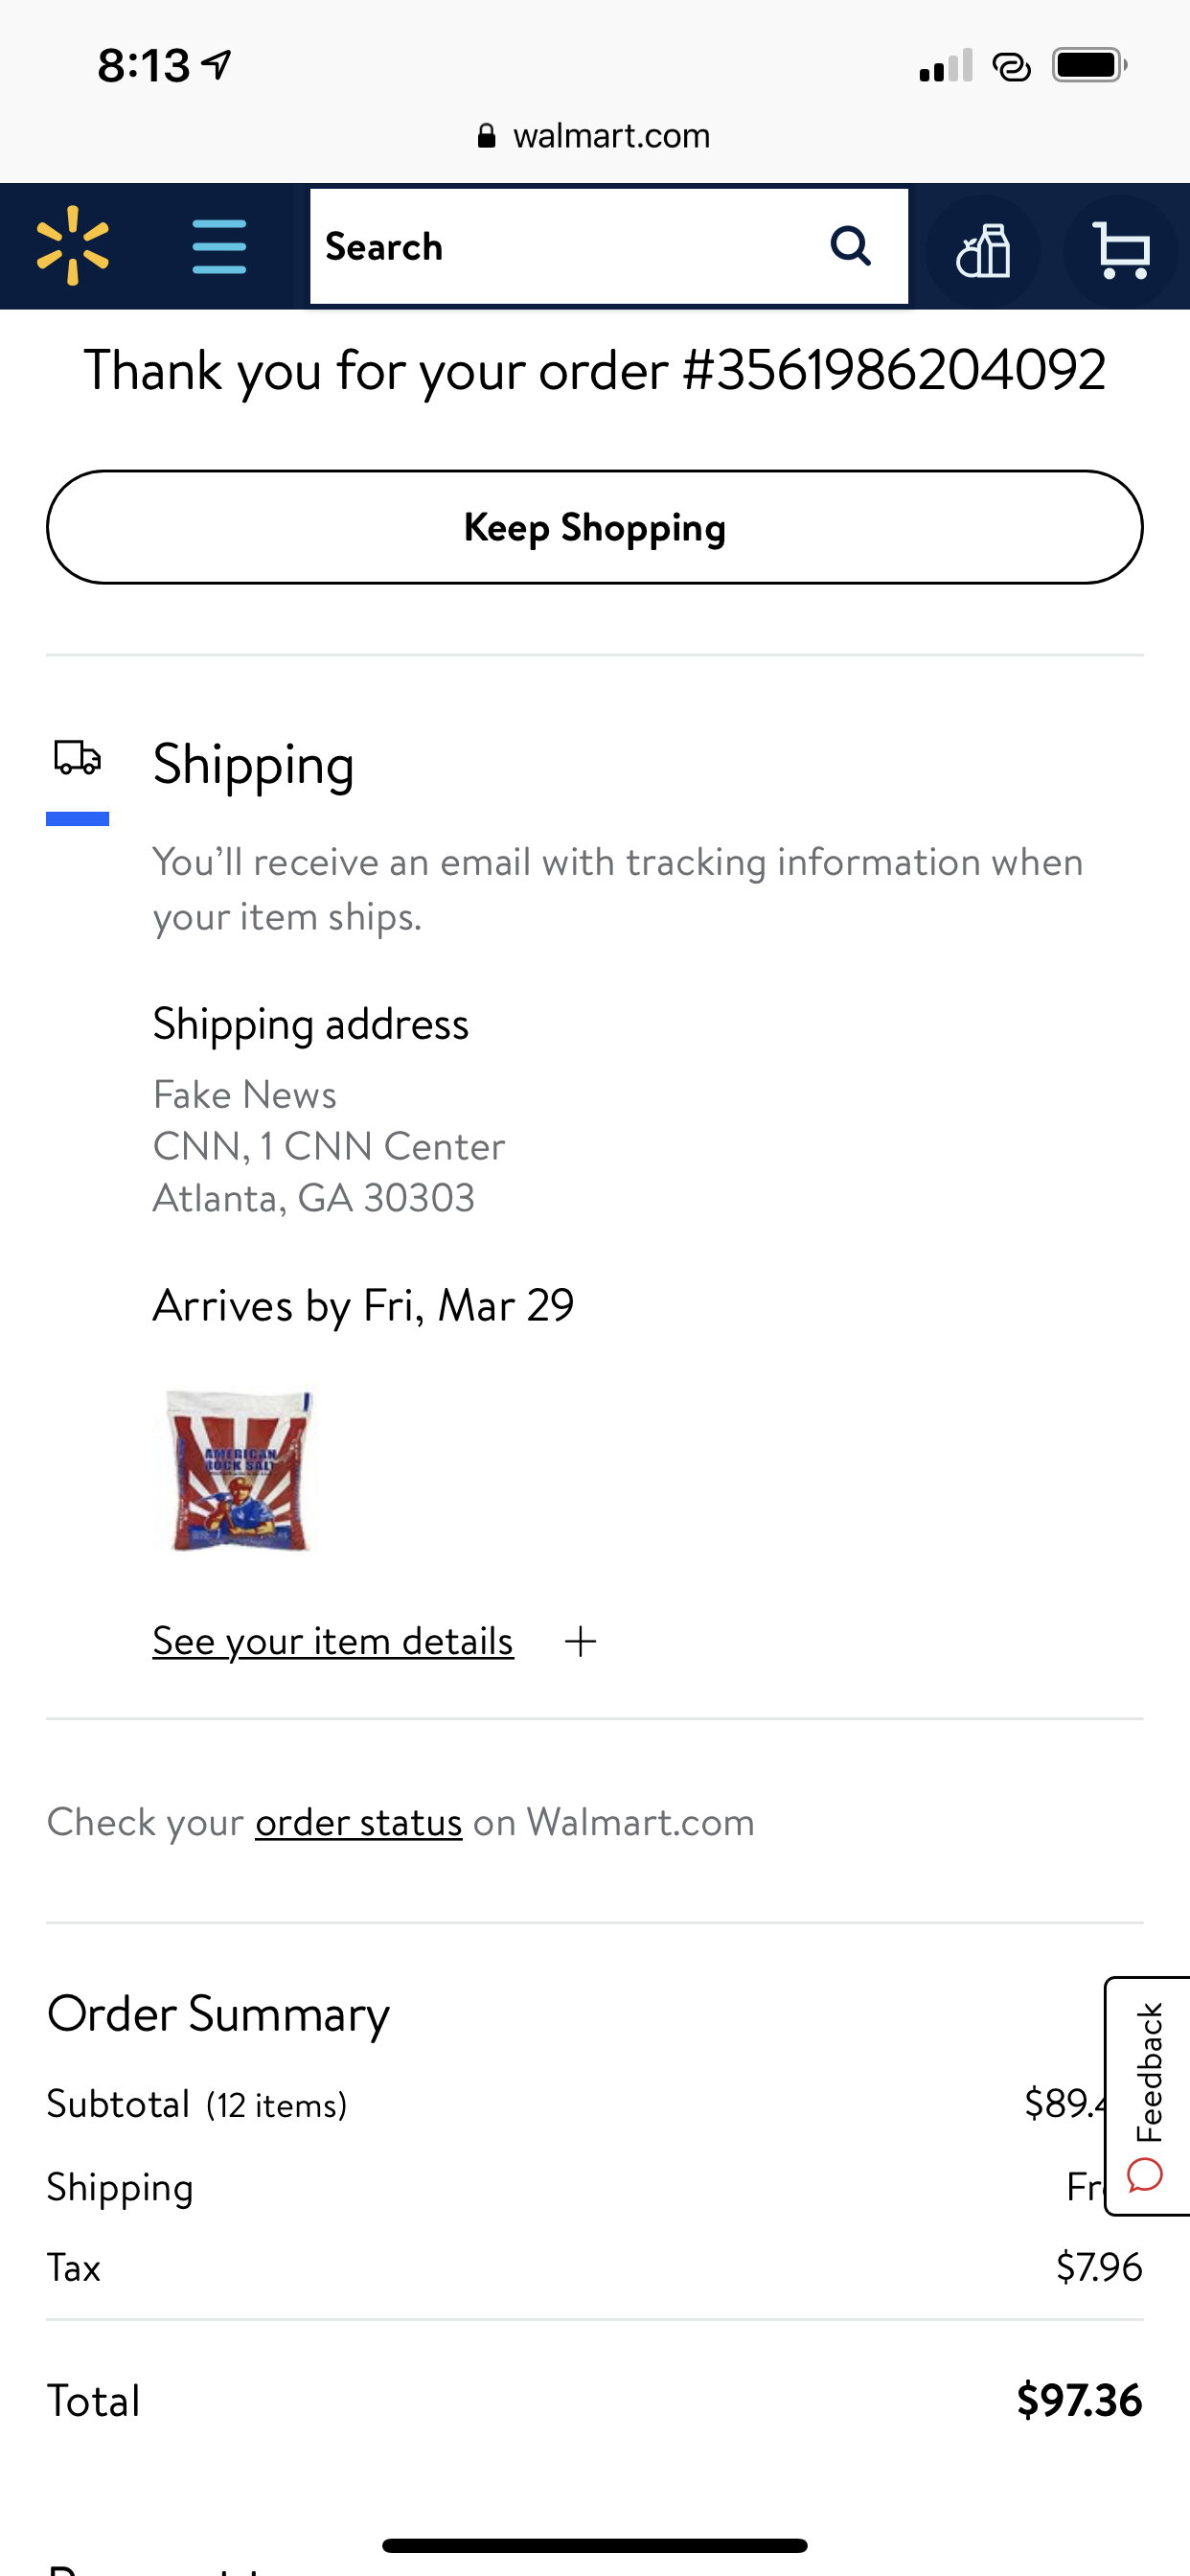 8:13
walmart.com
Search
Thank you for your order #3561986204092
Keep Shopping
Shipping
You’ll receive an email with tracking information when
your item ships.
Shipping address
Fake News
CNN, 1 CNN Center
Atlanta, GA 30303
Arrives by Fri, Mar 29
AMERICAN
ROCK SALT
See your item details +
Check your order status on Walmart.com
Order Summary
Feedback
Subtotal (12 items) $89.4
Shipping Fr
Tax $7.96
Total $97.36